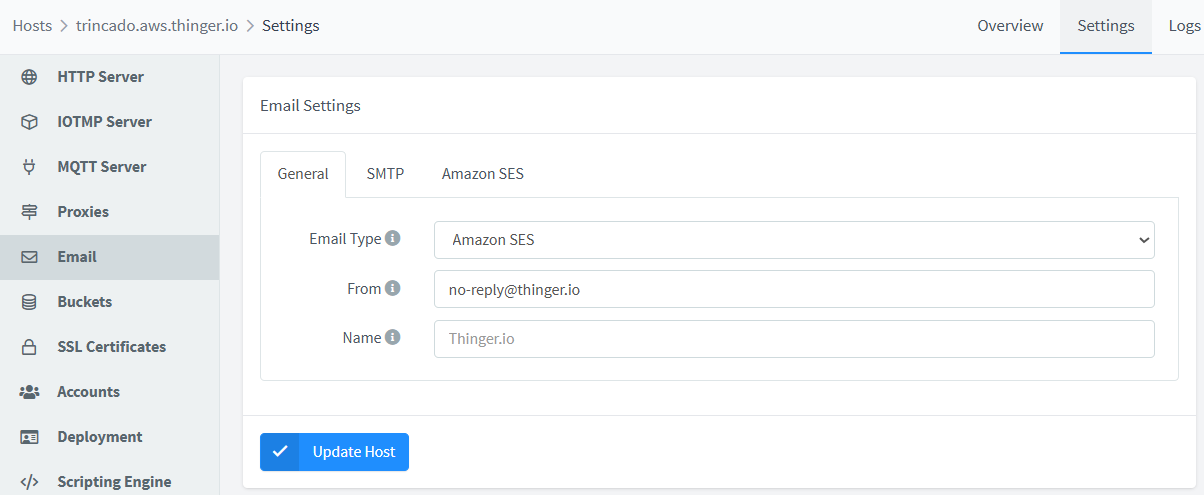 Hosts > trincado.aws.thinger.io > Settings
Overview
Settings
Logs
HTTP Server
IOTMP Server
MQTT Server
Proxies
Email
Buckets
SSL Certificates
Accounts
Deployment
Scripting Engine
Email Settings
General
SMTP
Amazon SES
Email Type
Amazon SES
From
no-reply@thinger.io
Name
Thinger.io
Update Host